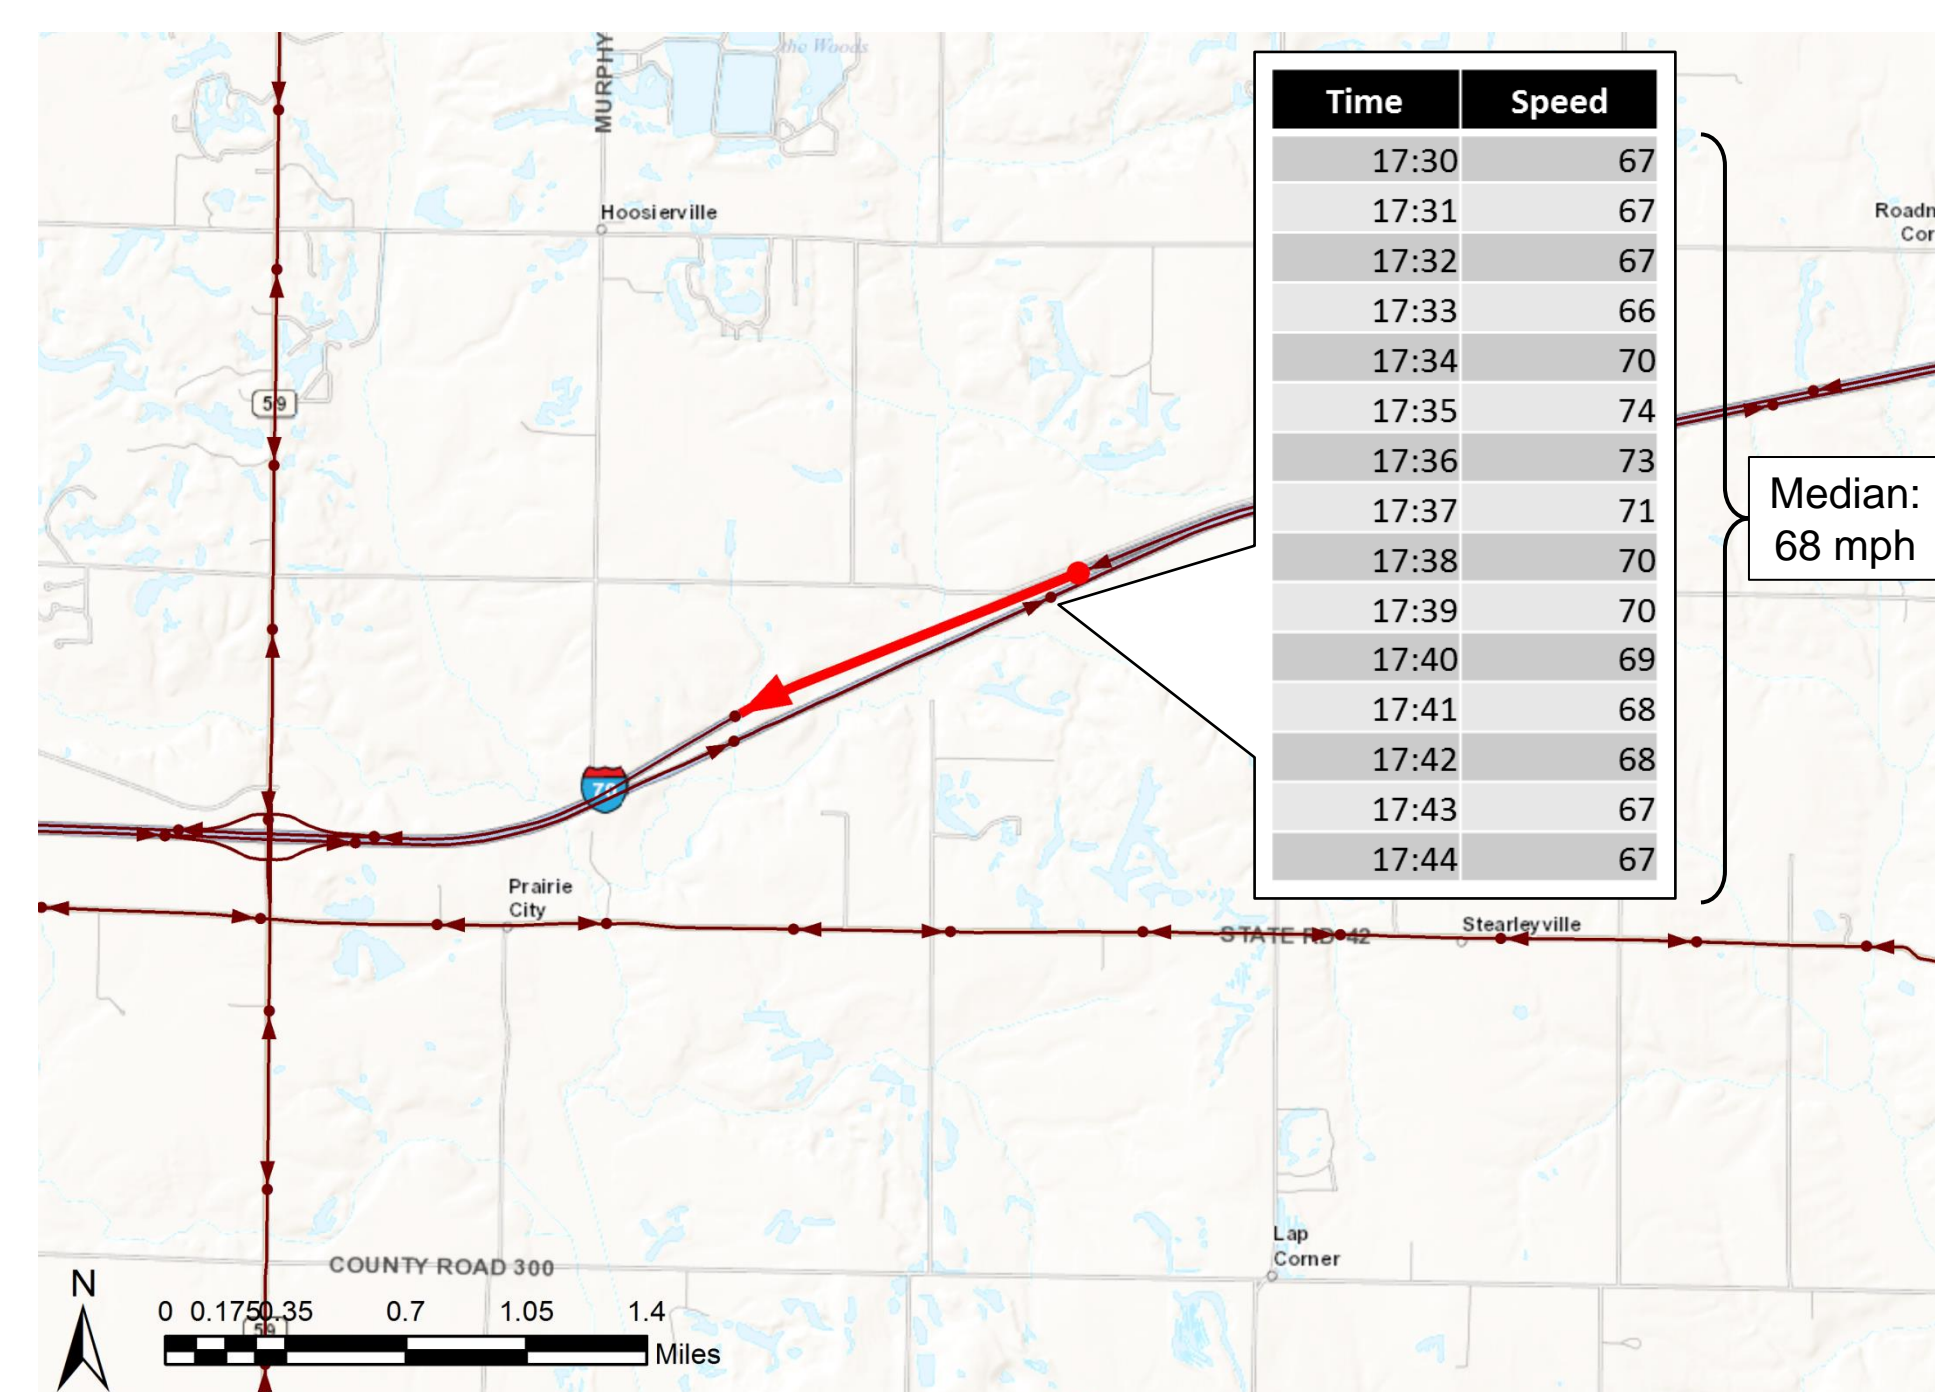 the Woods
MURPHY
Hoosierville
59
Time Speed
17:30 67
17:31 67
17:32 67
17:33 66
17:34 70
17:35 74
17:36 73
17:37 71
17:38 70
17:39 70
17:40 69
17:41 68
17:42 68
17:43 67
17:44 67
Median:
68 mph
70
Prairie
City
STATE RD 42
Stearleyville
Lap
Corner
COUNTY ROAD 300
N
0 0.175 0.35 0.7 1.05 1.4
Miles
59